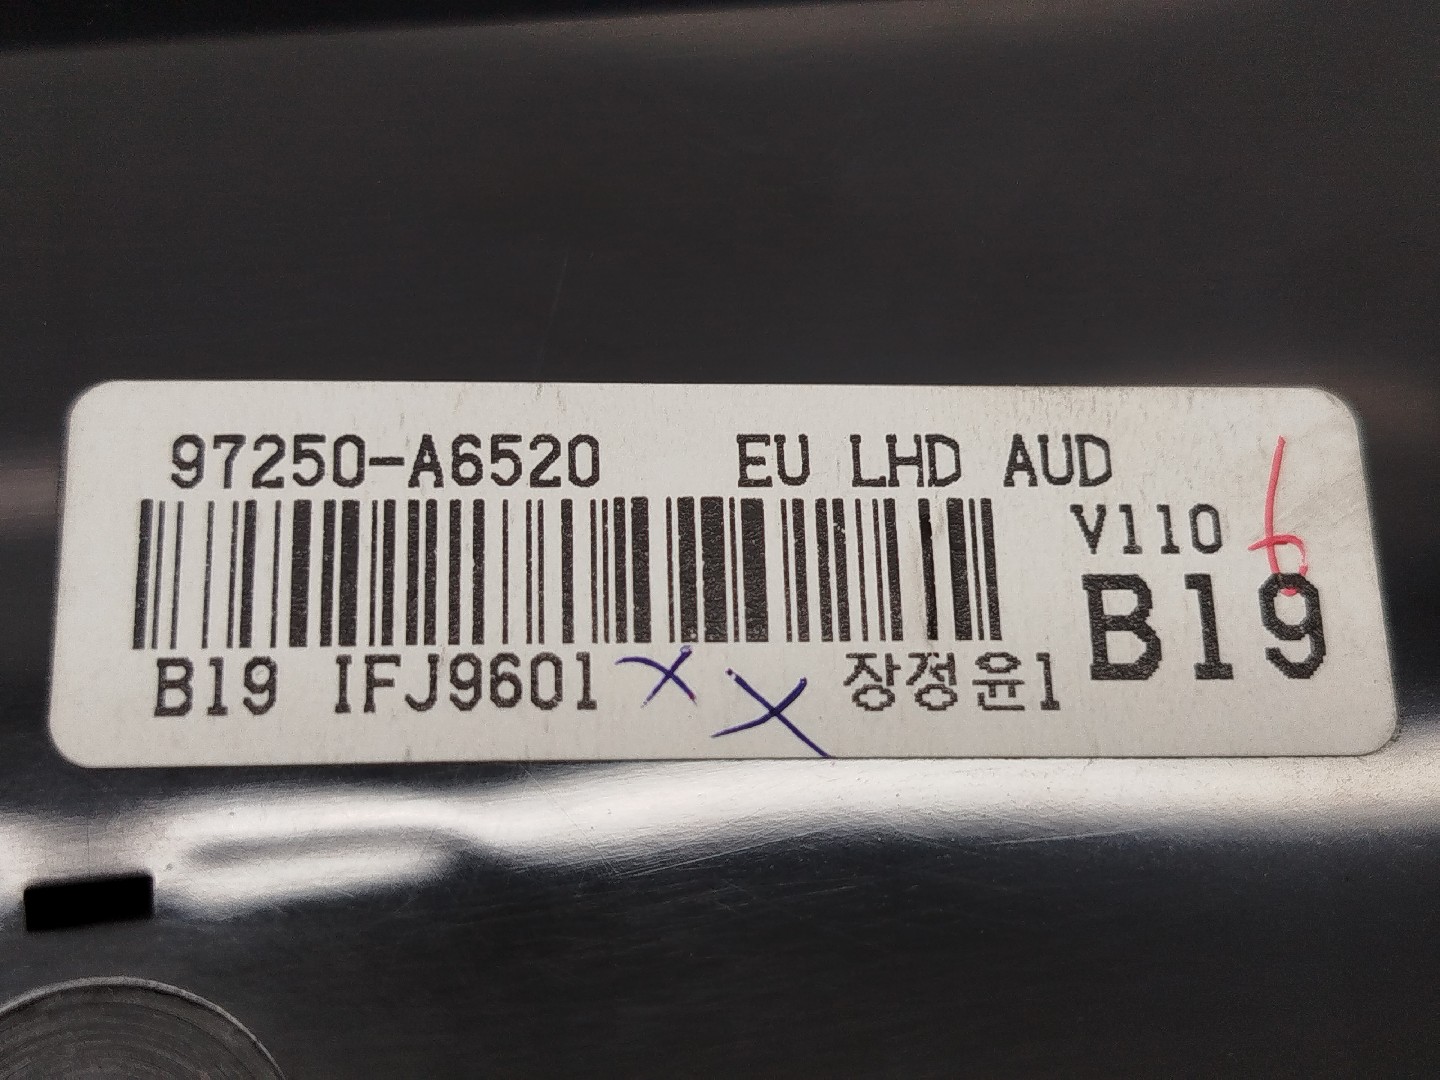 97250-A6520 EU LHD AUD
V110
B19
B19 IFJ9601 장정윤1